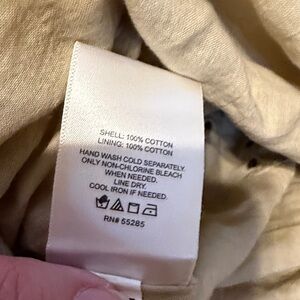 SHELL: 100% COTTON
LINING: 100% COTTON
HAND WASH COLD SEPARATELY.
ONLY NON-CHLORINE BLEACH
WHEN NEEDED.
LINE DRY.
COOL IRON IF NEEDED.
RN# 55285